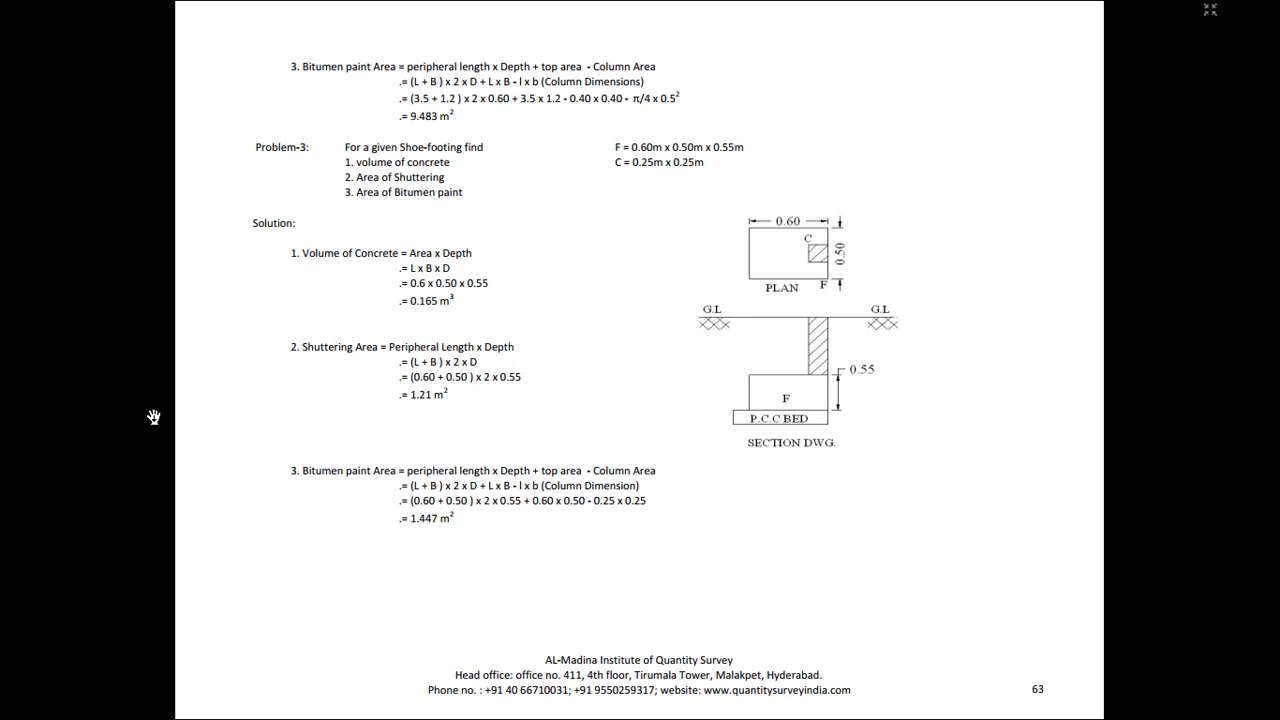 3. Bitumen paint Area = peripheral length x Depth + top area - Column Area
.= (L + B ) x 2 x D + L x B - l x b (Column Dimensions)
.= (3.5 + 1.2 ) x 2 x 0.60 + 3.5 x 1.2 - 0.40 x 0.40 - π/4 x 0.5²
.= 9.483 m²
Problem-3: For a given Shoe-footing find F = 0.60m x 0.50m x 0.55m
1. volume of concrete C = 0.25m x 0.25m
2. Area of Shuttering
3. Area of Bitumen paint
Solution:
0.60
C
0.50
PLAN F
1. Volume of Concrete = Area x Depth
.= L x B x D
.= 0.6 x 0.50 x 0.55
.= 0.165 m³
G.L G.L
2. Shuttering Area = Peripheral Length x Depth
.= (L + B ) x 2 x D
.= (0.60 + 0.50 ) x 2 x 0.55
.= 1.21 m²
0.55
F
P.C.C BED
SECTION DWG.
3. Bitumen paint Area = peripheral length x Depth + top area - Column Area
.= (L + B ) x 2 x D + L x B - l x b (Column Dimension)
.= (0.60 + 0.50 ) x 2 x 0.55 + 0.60 x 0.50 - 0.25 x 0.25
.= 1.447 m²
AL-Madina Institute of Quantity Survey
Head office: office no. 411, 4th floor, Tirumala Tower, Malakpet, Hyderabad.
Phone no. : +91 40 66710031; +91 9550259317; website: www.quantitysurveyindia.com
63